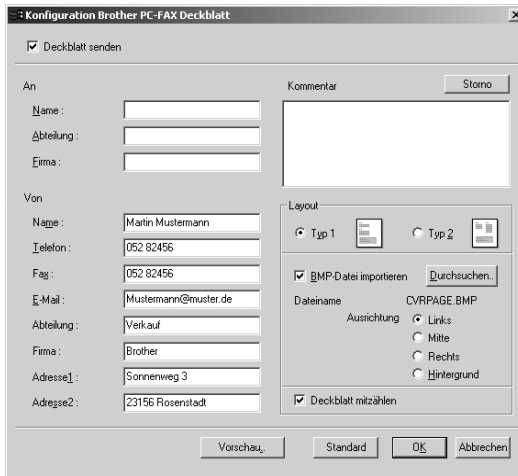 Konfiguration Brother PC-FAX Deckblatt
Deckblatt senden
An
Name :
Abteilung :
Firma :
Von
Name : Martin Mustermann
Telefon : 052 82456
Fax : 052 82456
E-Mail : Mustermann@muster.de
Abteilung : Verkauf
Firma : Brother
Adresse1 : Sonnenweg 3
Adresse2 : 23156 Rosenstadt
Kommentar
Storno
Layout
Typ 1
Typ 2
BMP-Datei importieren
Durchsuchen..
Dateiname CVRPAGE.BMP
Ausrichtung
Links
Mitte
Rechts
Hintergrund
Deckblatt mitzählen
Vorschau..
Standard
OK
Abbrechen